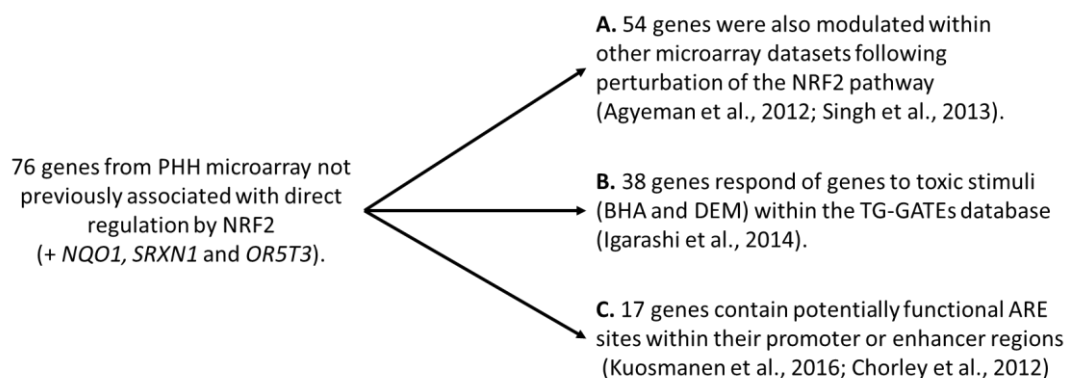 76 genes from PHH microarray not
previously associated with direct
regulation by NRF2
(+ NQO1, SRXN1 and OR5T3).
A. 54 genes were also modulated within
other microarray datasets following
perturbation of the NRF2 pathway
(Agyeman et al., 2012; Singh et al., 2013).
B. 38 genes respond of genes to toxic stimuli
(BHA and DEM) within the TG-GATEs database
(Igarashi et al., 2014).
C. 17 genes contain potentially functional ARE
sites within their promoter or enhancer regions
(Kuosmanen et al., 2016; Chorley et al., 2012)